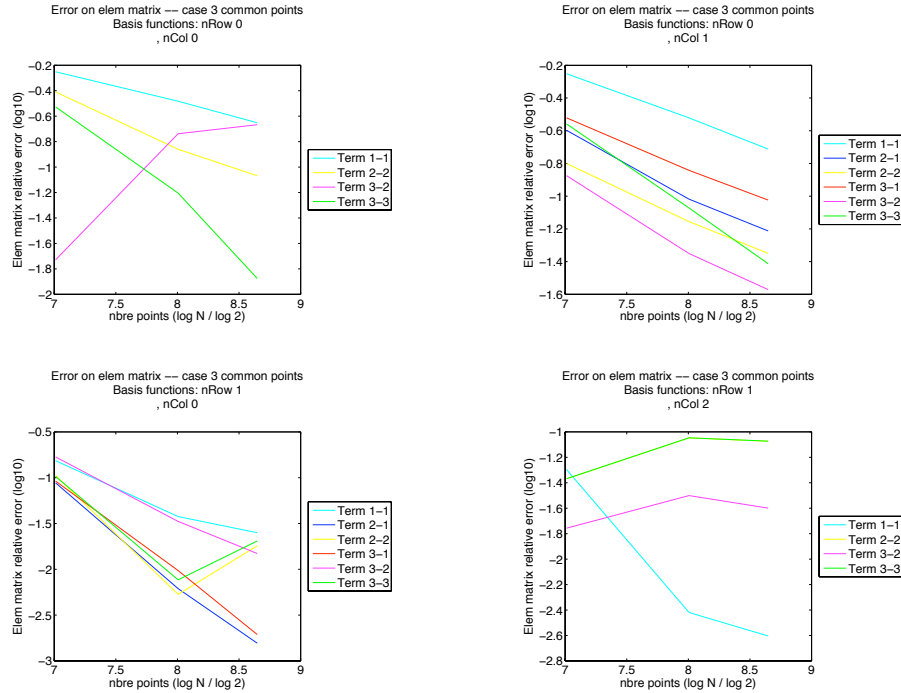 Error on elem matrix −− case 3 common points
Basis functions: nRow 0
, nCol 0
−0.2
−0.4
−0.6
−0.8
−1
−1.2
−1.4
−1.6
−1.8
−2
Elem matrix relative error (log10)
7
7.5
8
8.5
9
nbre points (log N / log 2)
Term 1−1
Term 2−2
Term 3−2
Term 3−3
Error on elem matrix −− case 3 common points
Basis functions: nRow 0
, nCol 1
−0.2
−0.4
−0.6
−0.8
−1
−1.2
−1.4
−1.6
Elem matrix relative error (log10)
7
7.5
8
8.5
9
nbre points (log N / log 2)
Term 1−1
Term 2−1
Term 2−2
Term 3−1
Term 3−2
Term 3−3
Error on elem matrix −− case 3 common points
Basis functions: nRow 1
, nCol 0
−0.5
−1
−1.5
−2
−2.5
−3
Elem matrix relative error (log10)
7
7.5
8
8.5
9
nbre points (log N / log 2)
Term 1−1
Term 2−1
Term 2−2
Term 3−1
Term 3−2
Term 3−3
Error on elem matrix −− case 3 common points
Basis functions: nRow 1
, nCol 2
−1
−1.2
−1.4
−1.6
−1.8
−2
−2.2
−2.4
−2.6
−2.8
Elem matrix relative error (log10)
7
7.5
8
8.5
9
nbre points (log N / log 2)
Term 1−1
Term 2−2
Term 3−2
Term 3−3